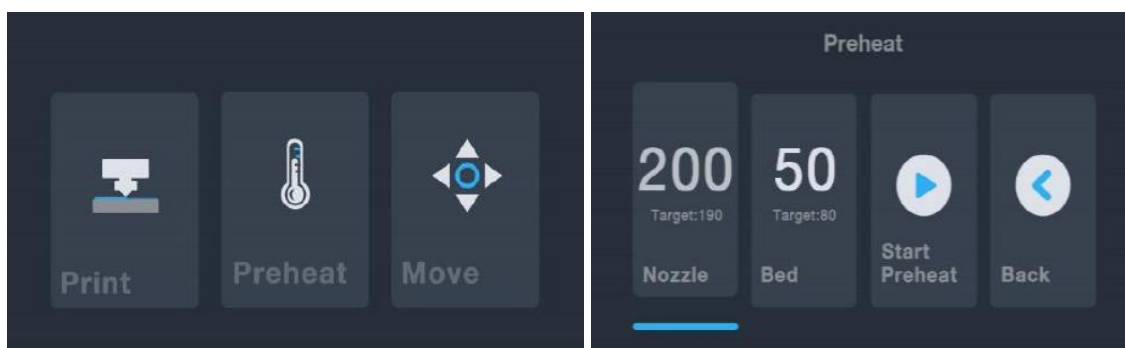 Print
Preheat
Move
Preheat
200
Target:190
Nozzle
50
Target:80
Bed
Start
Preheat
Back